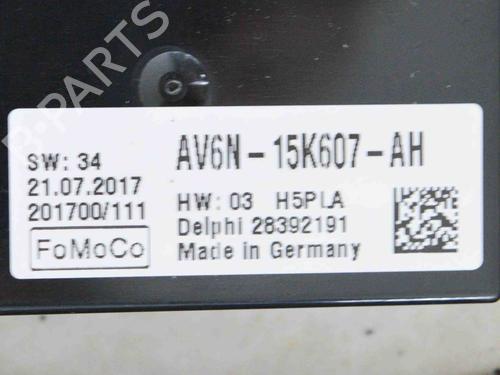 B-PARTS
AV6N-15K607-AH
SW: 34
21.07.2017
201700/111
FoMoCo
HW: 03 H5PLA
Delphi 28392191
Made in Germany